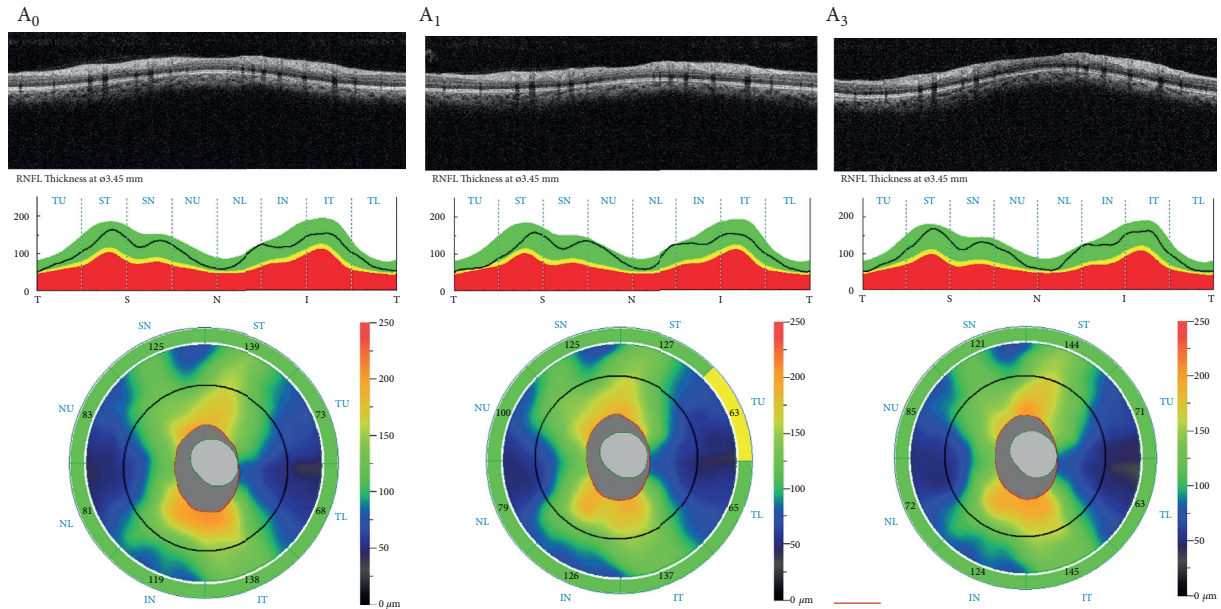 A0
A1
A3
RNFL Thickness at ø3.45 mm
RNFL Thickness at ø3.45 mm
RNFL Thickness at ø3.45 mm
TU ST SN NU NL IN IT TL
200
100
0
T S N I T
TU ST SN NU NL IN IT TL
200
100
0
T S N I T
TU ST SN NU NL IN IT TL
200
100
0
T S N I T
SN ST
125 139
NU 83 73 TU
NL 81 68 TL
119 138
IN IT
250
200
150
100
50
0 μm
SN ST
125 127
NU 100 63 TU
NL 79 65 TL
126 137
IN IT
250
200
150
100
50
0 μm
SN ST
121 144
NU 85 71 TU
NL 72 63 TL
124 145
IN IT
250
200
150
100
50
0 μm